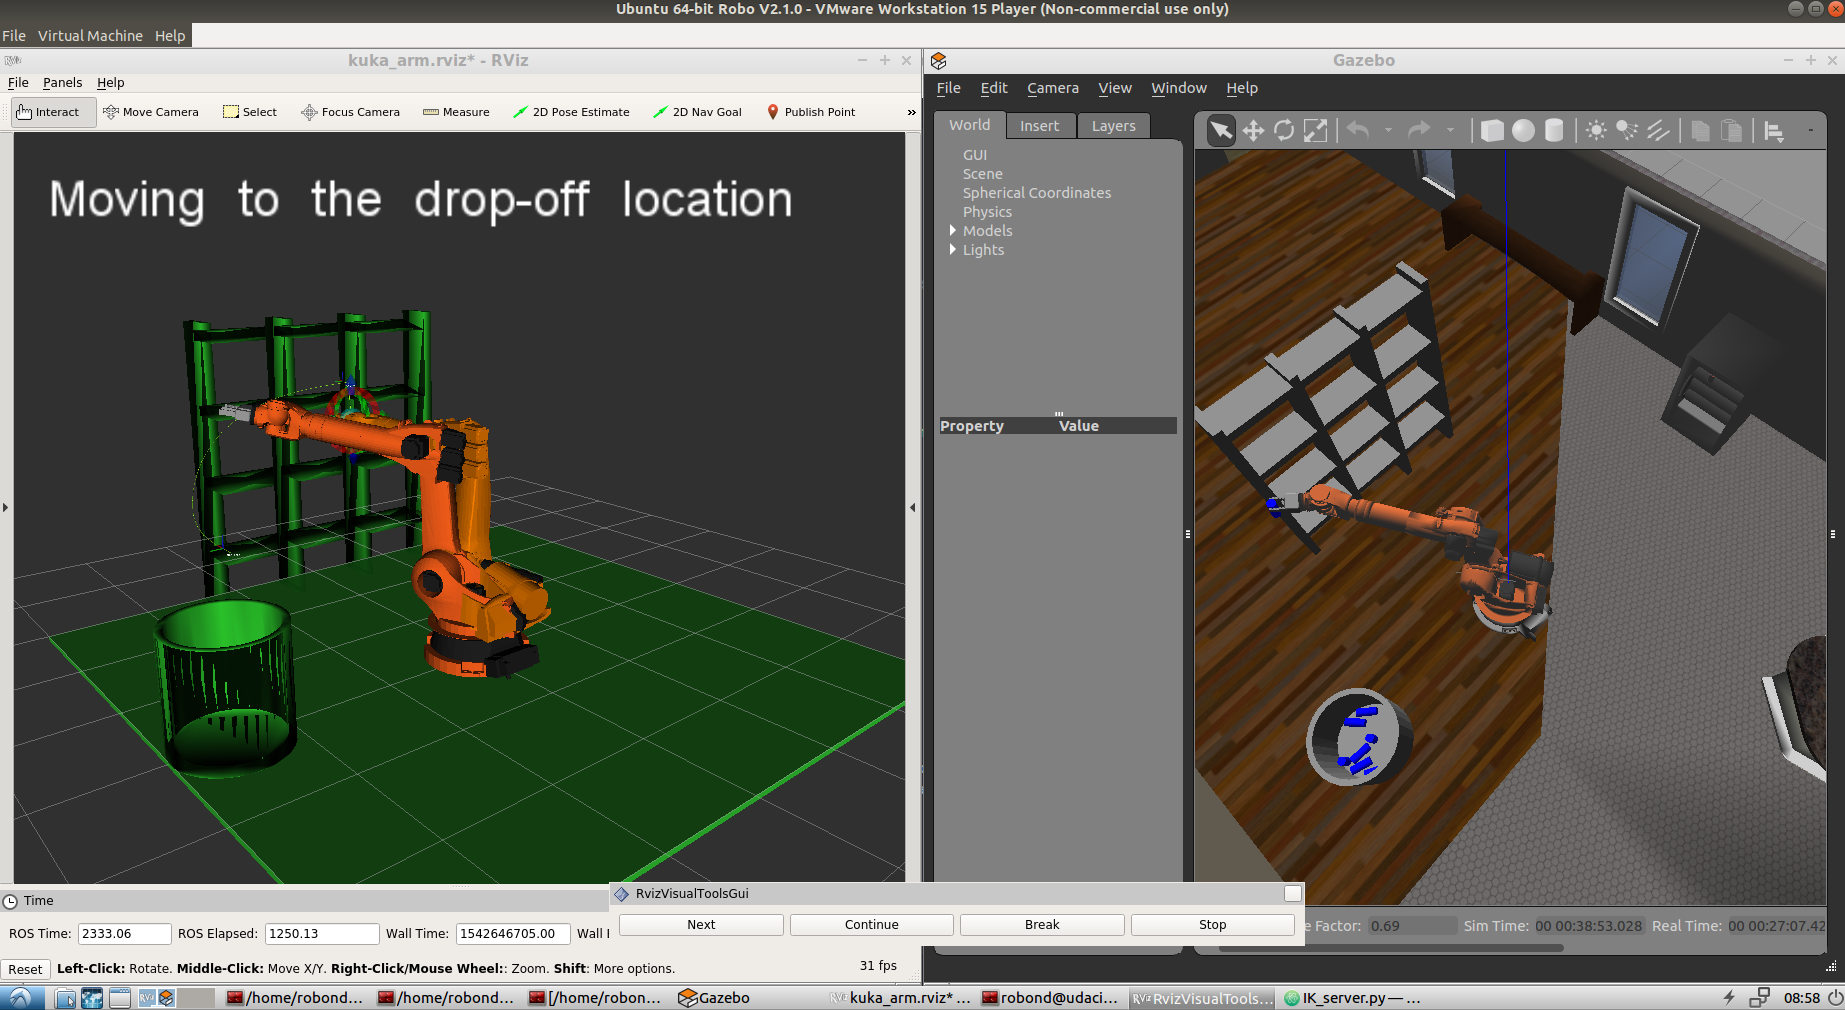 Ubuntu 64-bit Robo V2.1.0 - VMware Workstation 15 Player (Non-commercial use only)
File Virtual Machine Help
kuka_arm.rviz* - RViz
File Panels Help
Interact Move Camera Select Focus Camera Measure 2D Pose Estimate 2D Nav Goal Publish Point »
Moving to the drop-off location
Time
ROS Time: 2333.06 ROS Elapsed: 1250.13 Wall Time: 1542646705.00 Wall
Reset Left-Click: Rotate. Middle-Click: Move X/Y. Right-Click/Mouse Wheel:: Zoom. Shift: More options. 31 fps
Gazebo
File Edit Camera View Window Help
World Insert Layers
GUI
Scene
Spherical Coordinates
Physics
Models
Lights
Property Value
RvizVisualToolsGui
Next Continue Break Stop
e Factor: 0.69 Sim Time: 00 00:38:53.028 Real Time: 00 00:27:07.42
/home/robond... /home/robond... [/home/robon... Gazebo kuka_arm.rviz* ... robond@udaci... RvizVisualTools... IK_server.py — ... 08:58